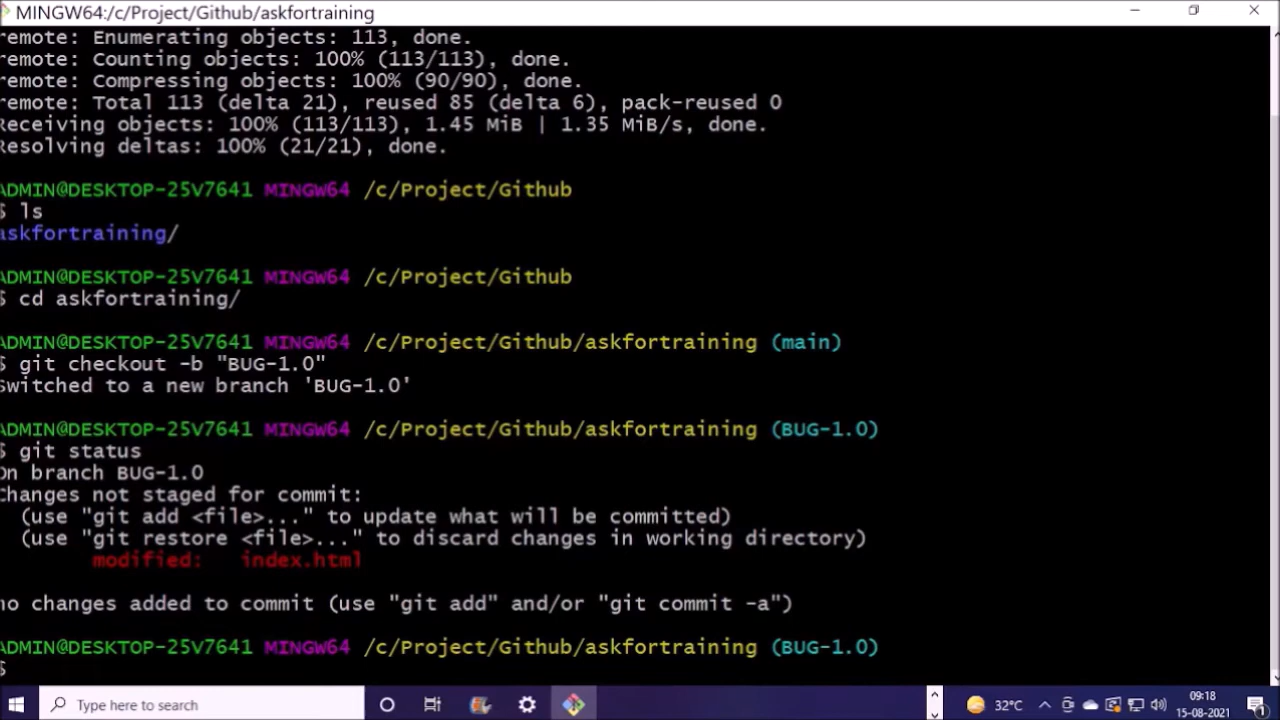 MINGW64:/c/Project/Github/askfortraining
remote: Enumerating objects: 113, done.
remote: Counting objects: 100% (113/113), done.
remote: Compressing objects: 100% (90/90), done.
remote: Total 113 (delta 21), reused 85 (delta 6), pack-reused 0
Receiving objects: 100% (113/113), 1.45 MiB | 1.35 MiB/s, done.
Resolving deltas: 100% (21/21), done.
ADMIN@DESKTOP-25V7641 MINGW64 /c/Project/Github
$ ls
askfortraining/
ADMIN@DESKTOP-25V7641 MINGW64 /c/Project/Github
$ cd askfortraining/
ADMIN@DESKTOP-25V7641 MINGW64 /c/Project/Github/askfortraining (main)
$ git checkout -b "BUG-1.0"
Switched to a new branch 'BUG-1.0'
ADMIN@DESKTOP-25V7641 MINGW64 /c/Project/Github/askfortraining (BUG-1.0)
$ git status
On branch BUG-1.0
Changes not staged for commit:
(use "git add <file>..." to update what will be committed)
(use "git restore <file>..." to discard changes in working directory)
modified: index.html
no changes added to commit (use "git add" and/or "git commit -a")
ADMIN@DESKTOP-25V7641 MINGW64 /c/Project/Github/askfortraining (BUG-1.0)
$
Type here to search
32°C
09:18
15-08-2021
1